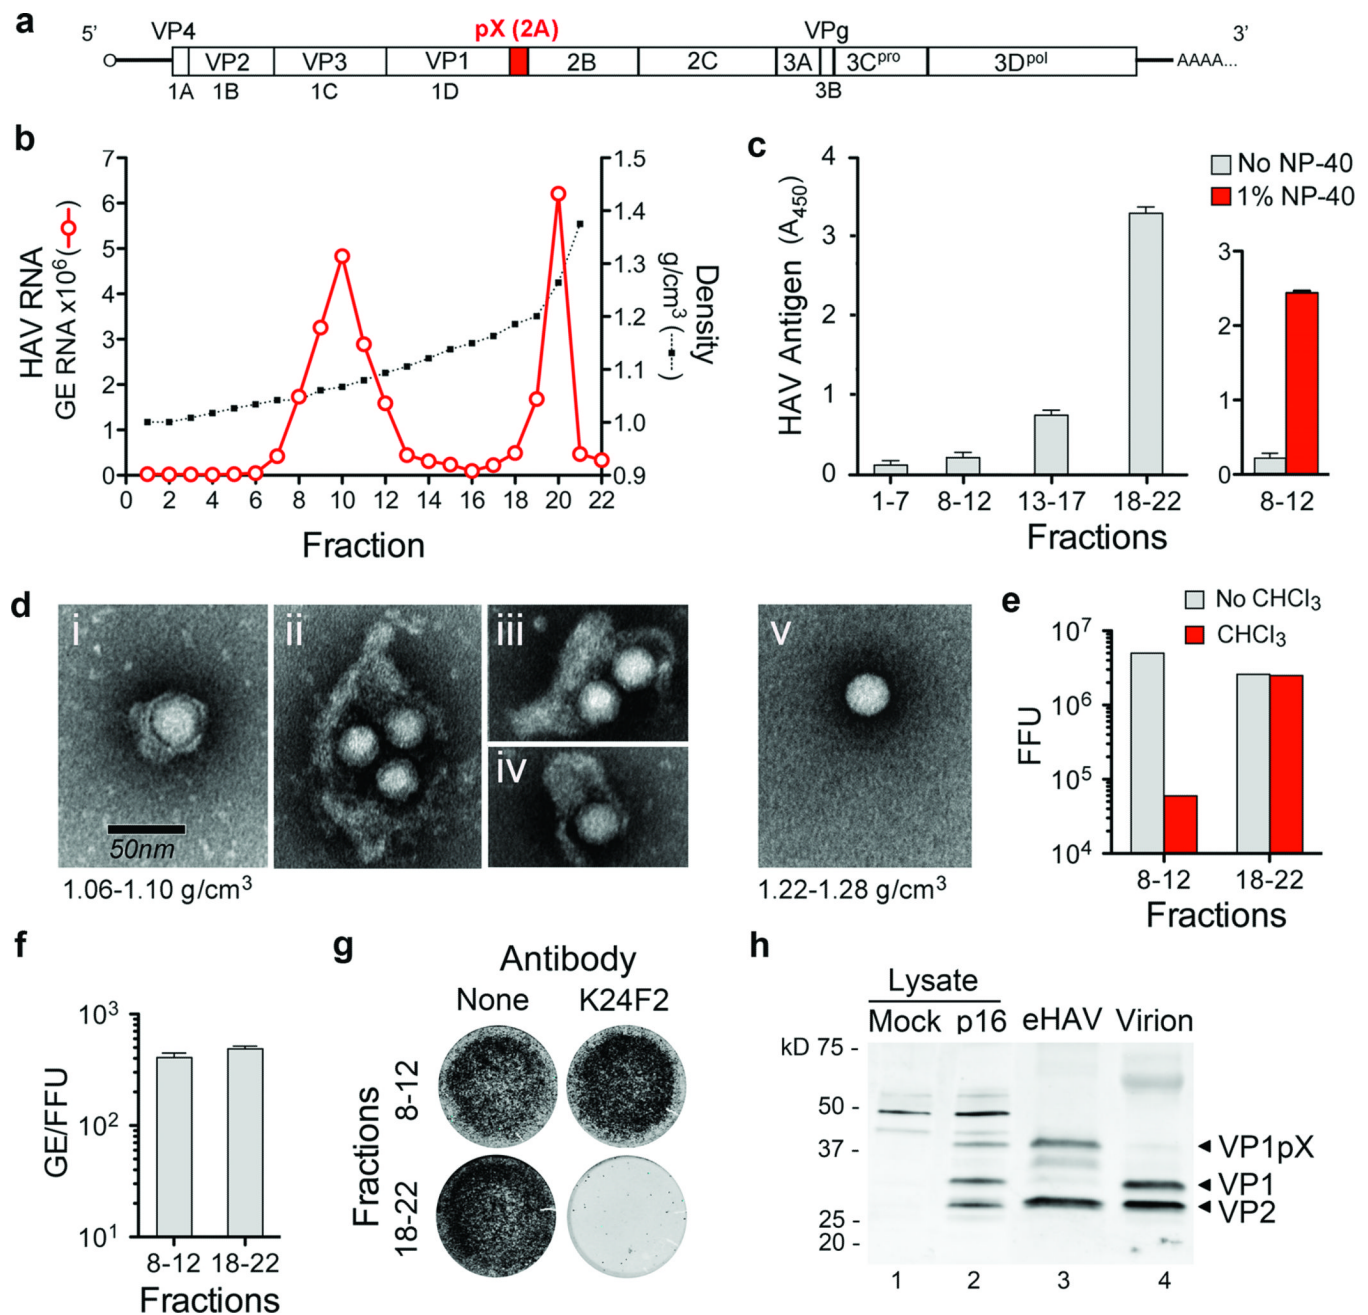 a
5' VP4 pX (2A) VPg 3'
VP2 VP3 VP1 2B 2C 3A 3Cpro 3Dpol AAAA...
1A 1B 1C 1D 3B
b
HAV RNA
GE RNA x10⁶ (—○—)
7
6
5
4
3
2
1
0
1.5
1.4
1.3
1.2
1.1
1.0
0.9
Density
g/cm³ (··■··)
0 2 4 6 8 10 12 14 16 18 20 22
Fraction
c
HAV Antigen (A₄₅₀)
4
3
2
1
0
1-7 8-12 13-17 18-22
Fractions
No NP-40
1% NP-40
3
2
1
0
8-12
d
i ii iii iv v
50nm
1.06-1.10 g/cm³ 1.22-1.28 g/cm³
e
No CHCl₃
CHCl₃
FFU
10⁷
10⁶
10⁵
10⁴
8-12 18-22
Fractions
f
GE/FFU
10³
10²
10¹
8-12 18-22
Fractions
g
Antibody
None K24F2
Fractions
8-12
18-22
h
Lysate
Mock p16 eHAV Virion
kD 75 -
50 -
37 -
25 -
20 -
VP1pX
VP1
VP2
1 2 3 4